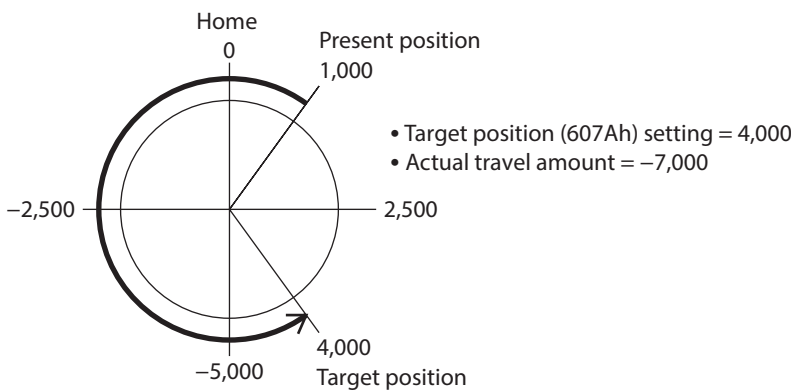 Home
0
Present position
1,000
• Target position (607Ah) setting = 4,000
• Actual travel amount = −7,000
−2,500
2,500
4,000
Target position
−5,000